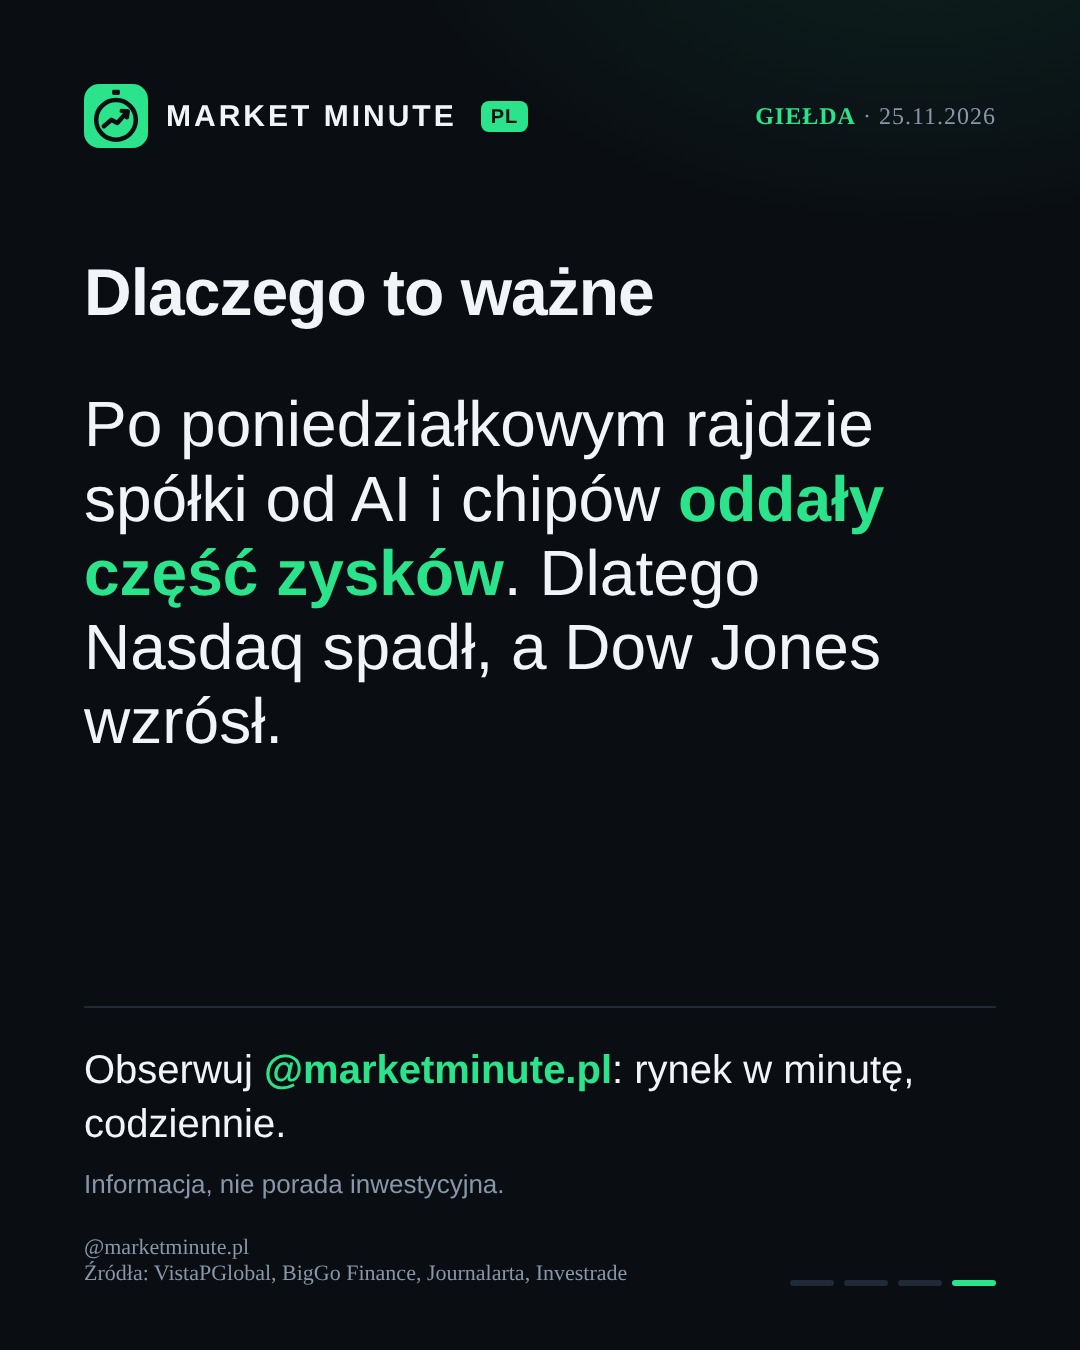 MARKET MINUTE PL
GIEŁDA · 25.11.2026
Dlaczego to ważne
Po poniedziałkowym rajdzie
spółki od AI i chipów oddały
część zysków. Dlatego
Nasdaq spadł, a Dow Jones
wzrósł.
Obserwuj @marketminute.pl: rynek w minutę,
codziennie.
Informacja, nie porada inwestycyjna.
@marketminute.pl
Źródła: VistaPGlobal, BigGo Finance, Journalarta, Investrade